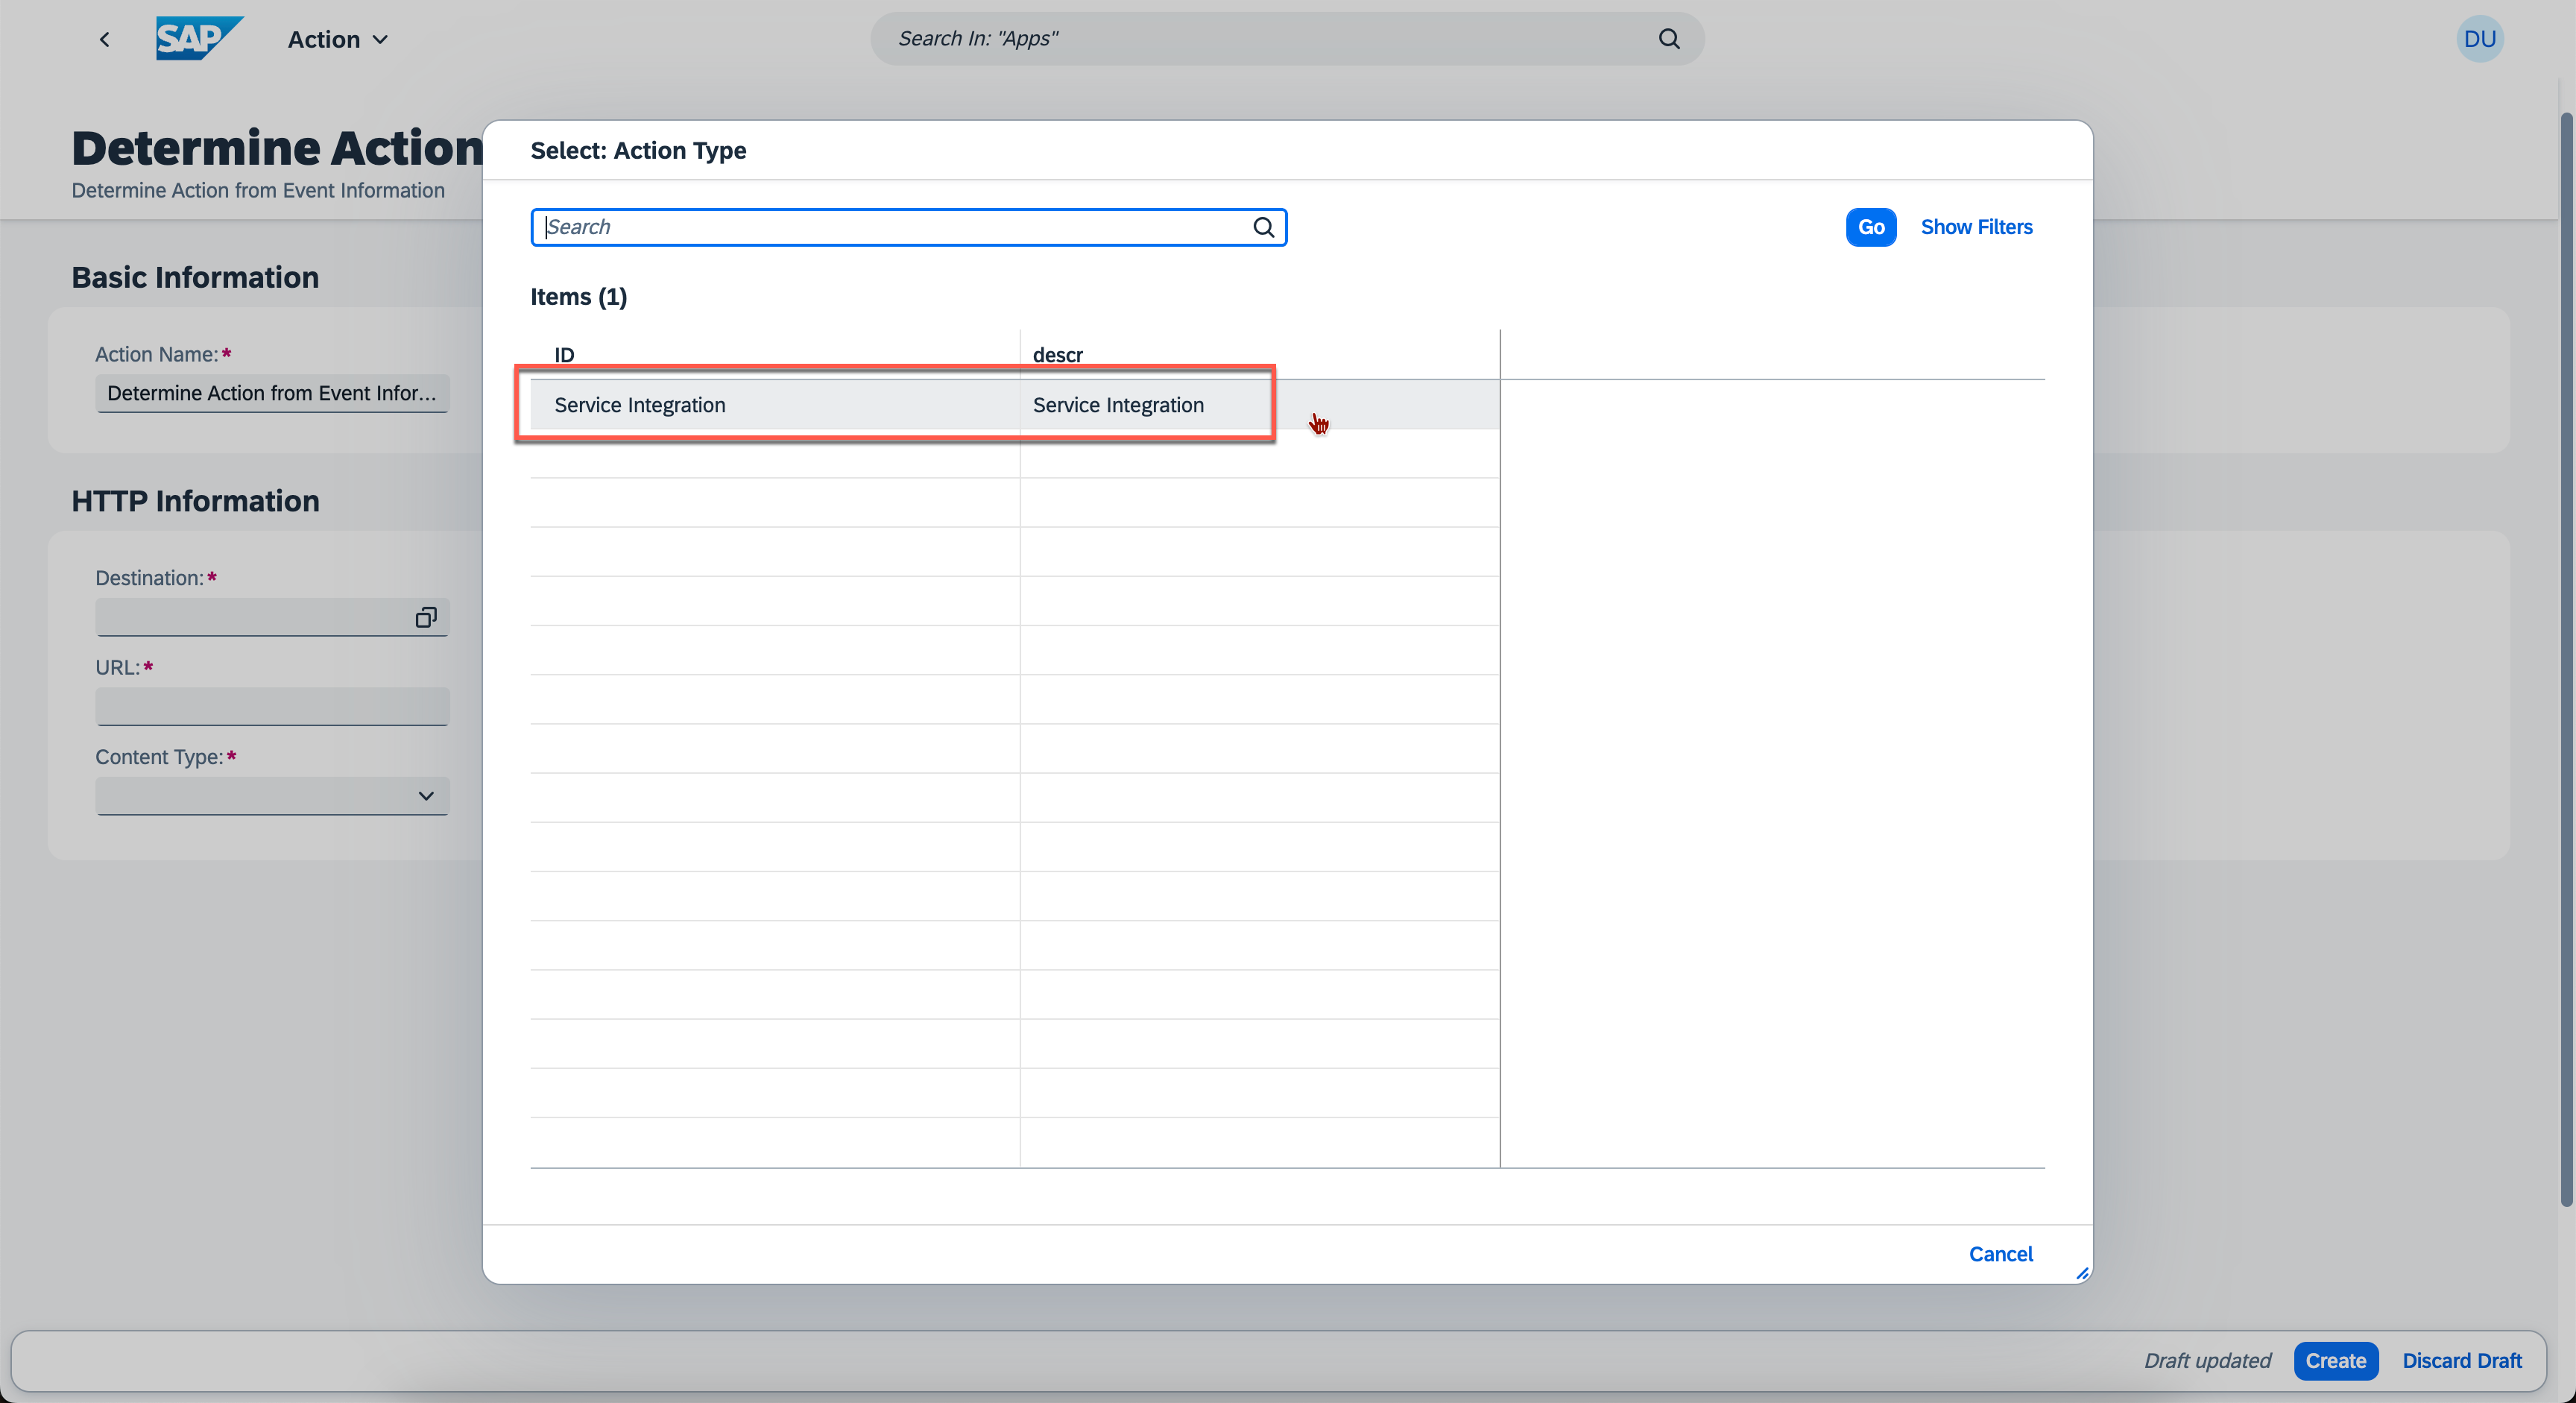 SAP
Action
Search In: "Apps"
DU
Determine Action
Determine Action from Event Information
Basic Information
Action Name:*
Determine Action from Event Infor...
HTTP Information
Destination:*
URL:*
Content Type:*
Select: Action Type
Search
Go
Show Filters
Items (1)
ID descr
Service Integration Service Integration
Cancel
Draft updated Create Discard Draft